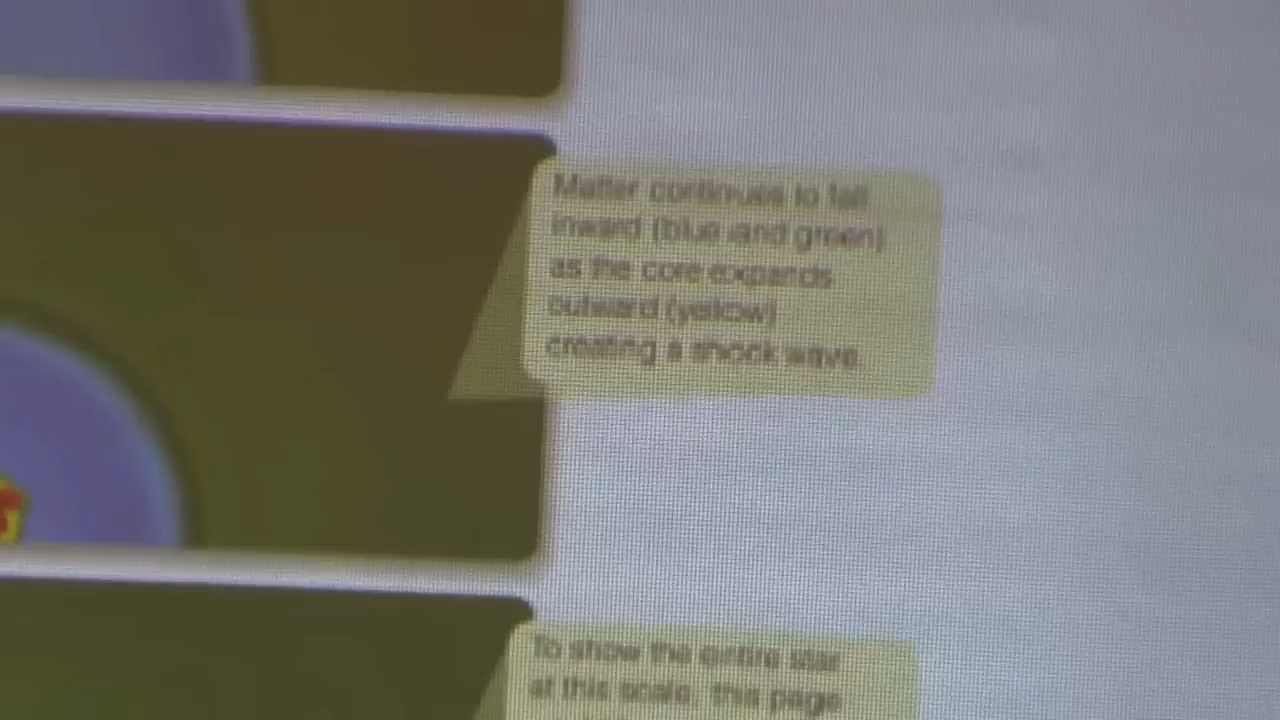 Matter continues to fall
inward (blue and green)
as the core expands
outward (yellow)
creating a shock wave.
To show the entire star
at this scale, this page